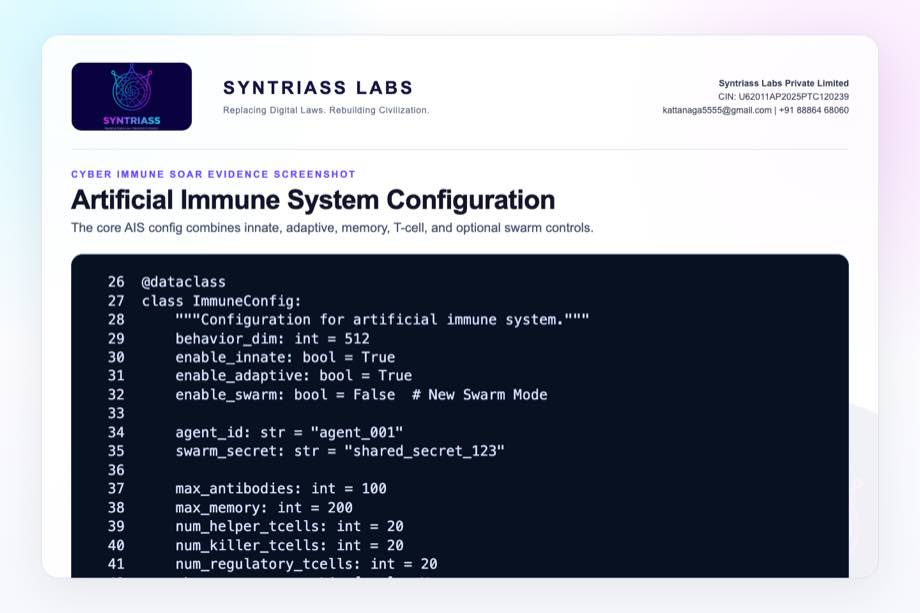 SYNTRIASS
SYNTRIASS LABS
Replacing Digital Laws. Rebuilding Civilization.
Syntriass Labs Private Limited
CIN: U62011AP2025PTC120239
kattanaga5555@gmail.com | +91 88864 68060
CYBER IMMUNE SOAR EVIDENCE SCREENSHOT
Artificial Immune System Configuration
The core AIS config combines innate, adaptive, memory, T-cell, and optional swarm controls.
26 @dataclass
27 class ImmuneConfig:
28     """Configuration for artificial immune system."""
29     behavior_dim: int = 512
30     enable_innate: bool = True
31     enable_adaptive: bool = True
32     enable_swarm: bool = False  # New Swarm Mode
33
34     agent_id: str = "agent_001"
35     swarm_secret: str = "shared_secret_123"
36
37     max_antibodies: int = 100
38     max_memory: int = 200
39     num_helper_tcells: int = 20
40     num_killer_tcells: int = 20
41     num_regulatory_tcells: int = 20